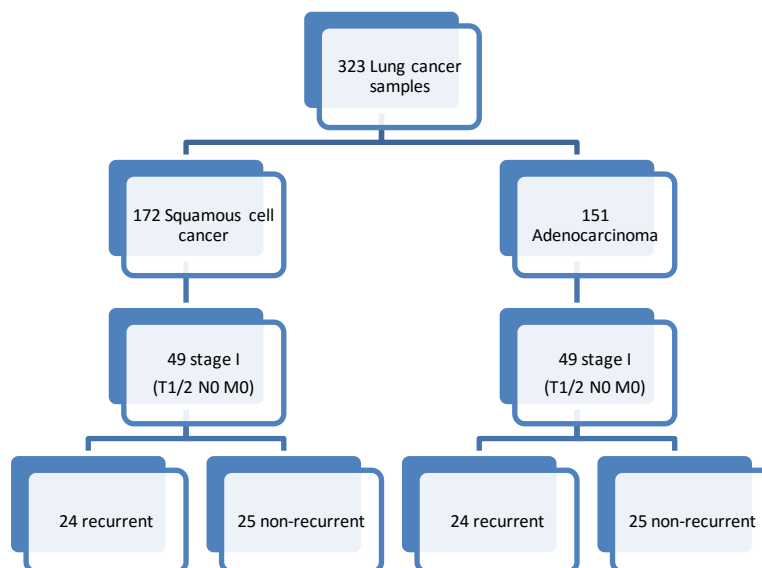 323 Lung cancer
samples
172 Squamous cell
cancer
151
Adenocarcinoma
49 stage I
(T1/2 N0 M0)
49 stage I
(T1/2 N0 M0)
24 recurrent
25 non-recurrent
24 recurrent
25 non-recurrent